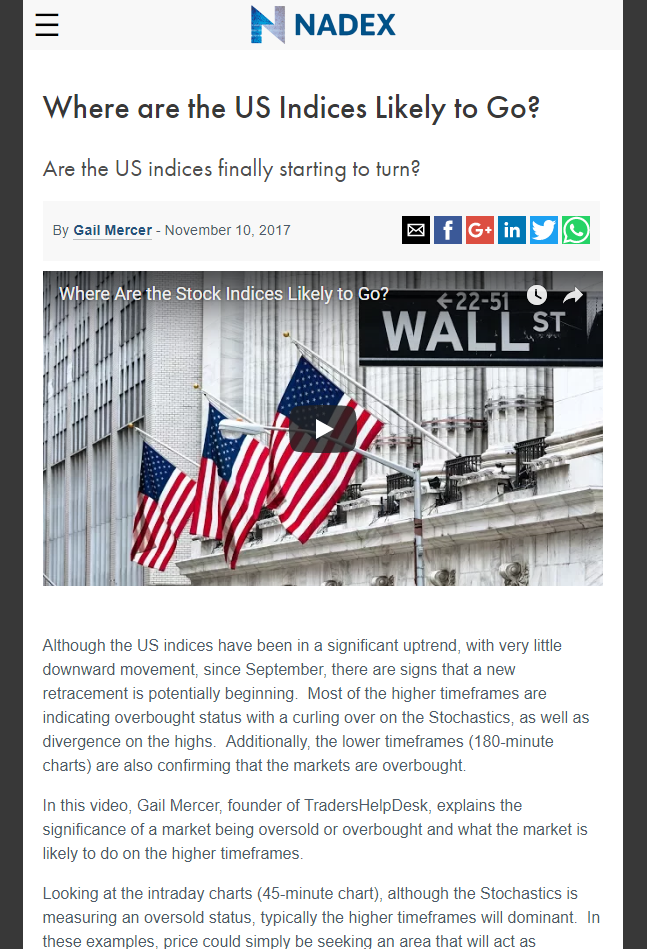 NADEX
Where are the US Indices Likely to Go?
Are the US indices finally starting to turn?
By Gail Mercer - November 10, 2017
f G+ in
Where Are the Stock Indices Likely to Go?
←22-51
WALL ST
Although the US indices have been in a significant uptrend, with very little
downward movement, since September, there are signs that a new
retracement is potentially beginning.  Most of the higher timeframes are
indicating overbought status with a curling over on the Stochastics, as well as
divergence on the highs.  Additionally, the lower timeframes (180-minute
charts) are also confirming that the markets are overbought.
In this video, Gail Mercer, founder of TradersHelpDesk, explains the
significance of a market being oversold or overbought and what the market is
likely to do on the higher timeframes.
Looking at the intraday charts (45-minute chart), although the Stochastics is
measuring an oversold status, typically the higher timeframes will dominant.  In
these examples, price could simply be seeking an area that will act as